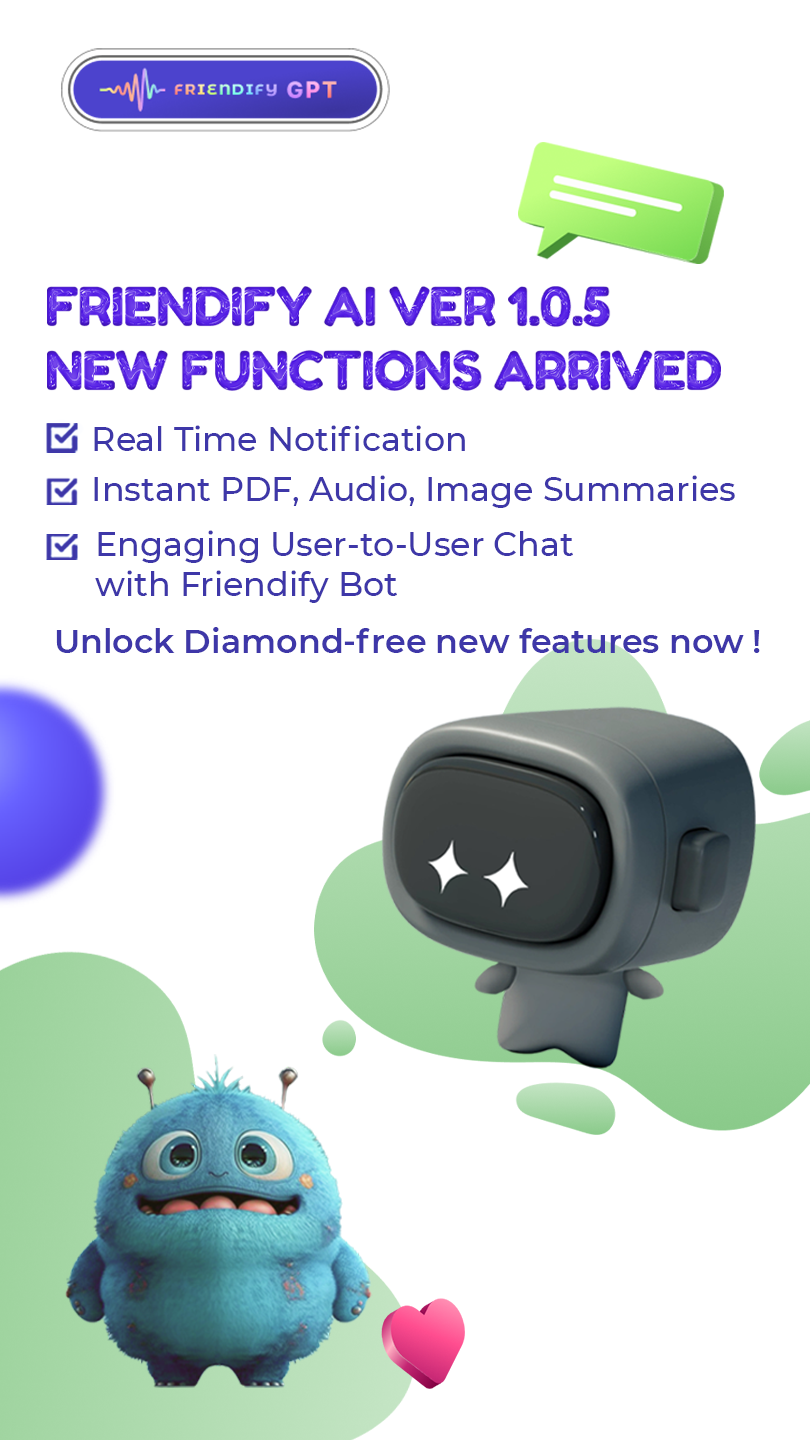 FRIENDIFY GPT
FRIENDIFY AI VER 1.0.5
NEW FUNCTIONS ARRIVED
Real Time Notification
Instant PDF, Audio, Image Summaries
Engaging User-to-User Chat
with Friendify Bot
Unlock Diamond-free new features now !